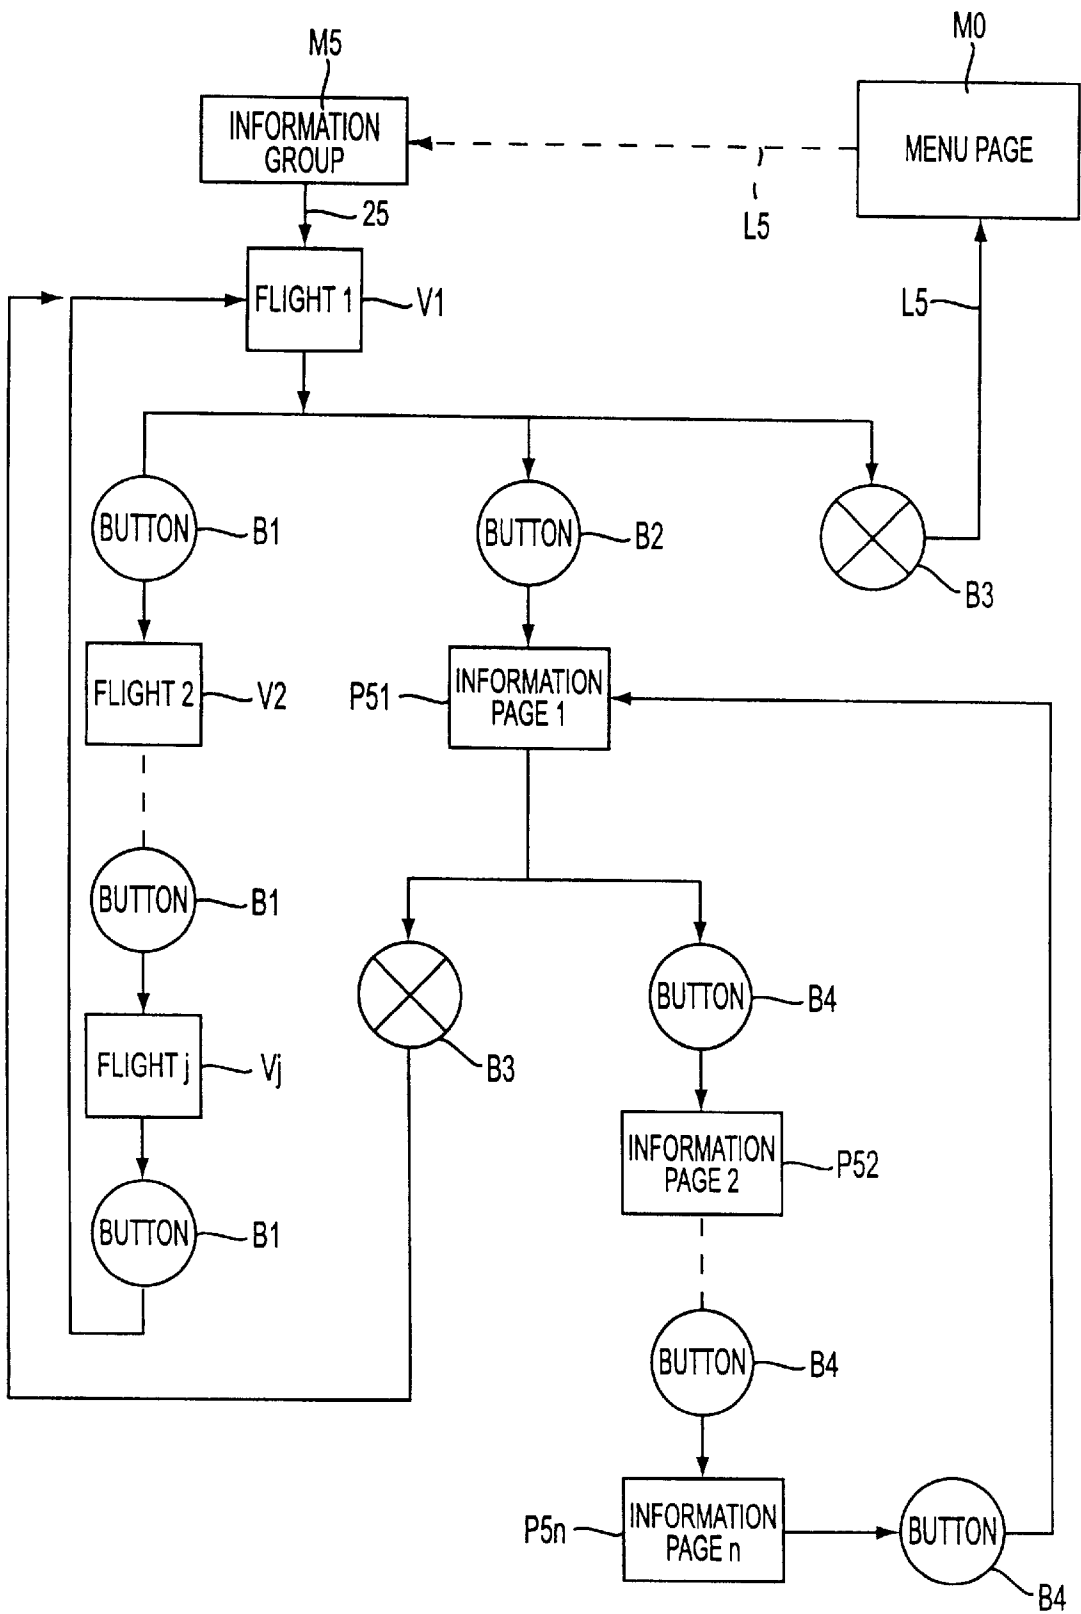 M5
M0
INFORMATION
GROUP
MENU PAGE
25
L5
FLIGHT 1
V1
L5
BUTTON
B1
BUTTON
B2
B3
FLIGHT 2
V2
P51
INFORMATION
PAGE 1
BUTTON
B1
B3
BUTTON
B4
FLIGHT j
Vj
INFORMATION
PAGE 2
P52
BUTTON
B1
BUTTON
B4
P5n
INFORMATION
PAGE n
BUTTON
B4